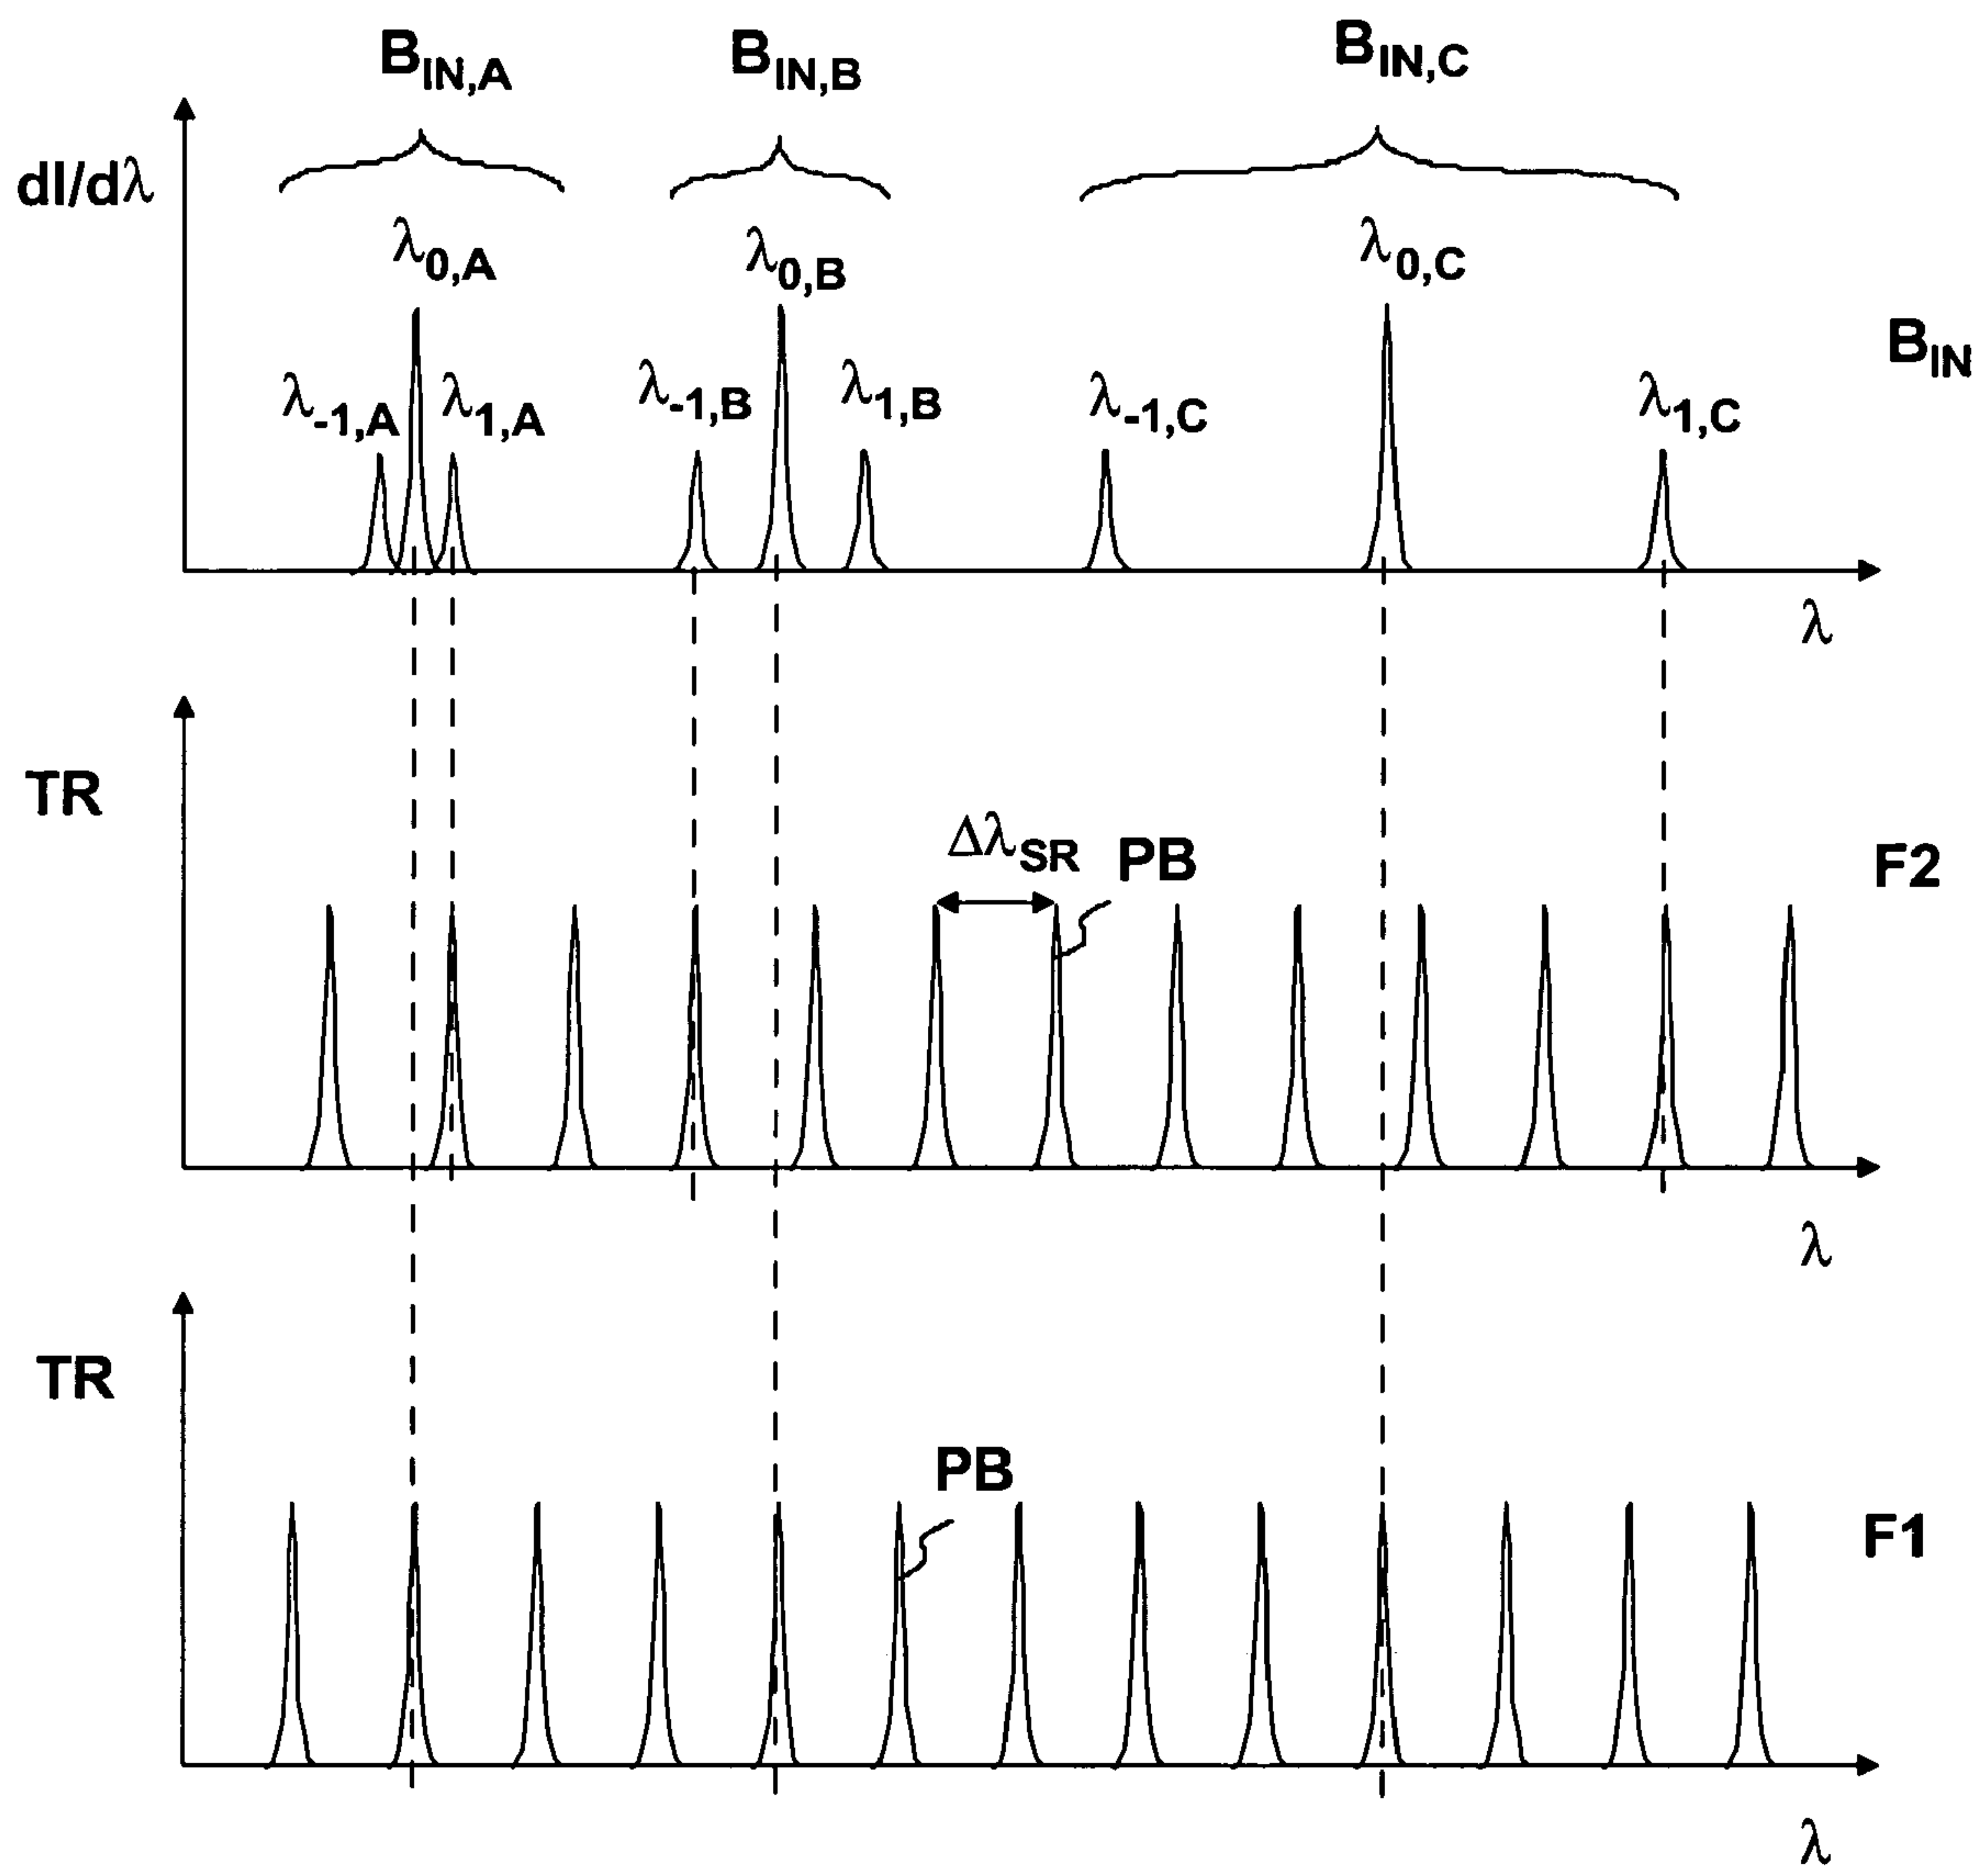 B_IN,A B_IN,B B_IN,C
dI/dλ
λ_0,A λ_0,B λ_0,C
B_IN
λ_-1,A λ_1,A λ_-1,B λ_1,B λ_-1,C λ_1,C
λ
TR
Δλ_SR PB
F2
λ
TR
PB
F1
λ